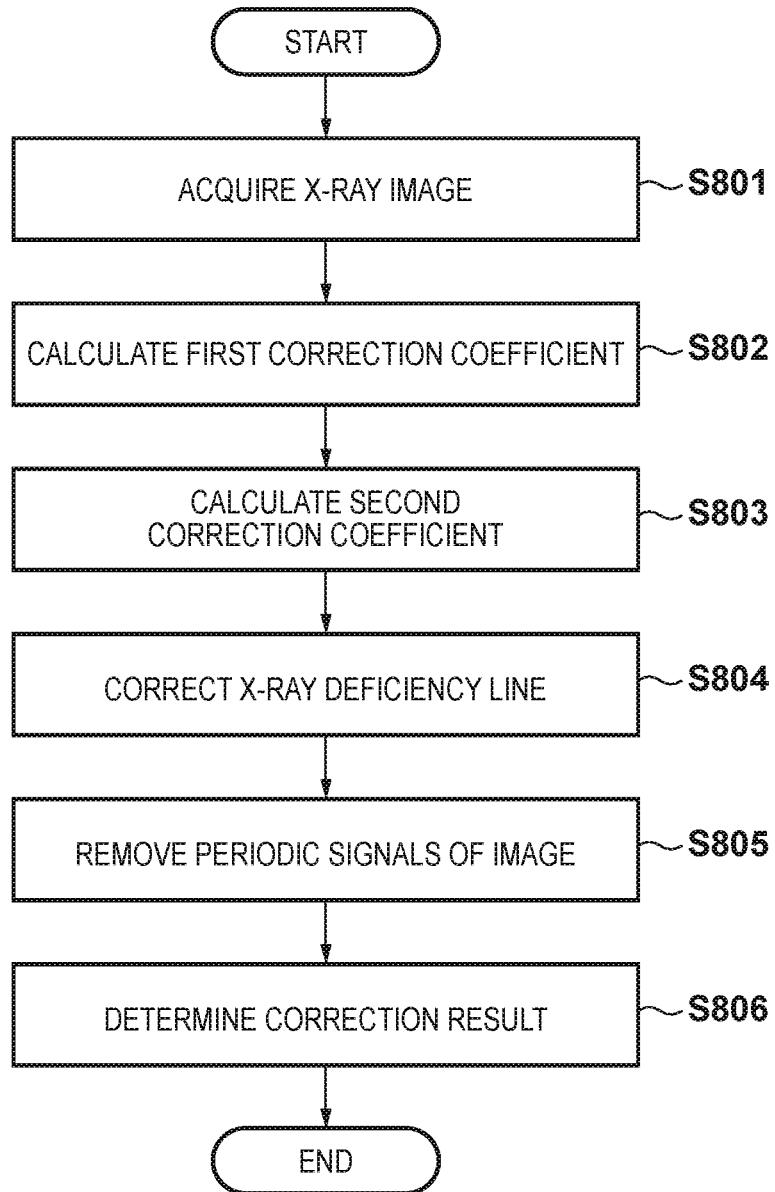 START
ACQUIRE X-RAY IMAGE
S801
CALCULATE FIRST CORRECTION COEFFICIENT
S802
CALCULATE SECOND
CORRECTION COEFFICIENT
S803
CORRECT X-RAY DEFICIENCY LINE
S804
REMOVE PERIODIC SIGNALS OF IMAGE
S805
DETERMINE CORRECTION RESULT
S806
END